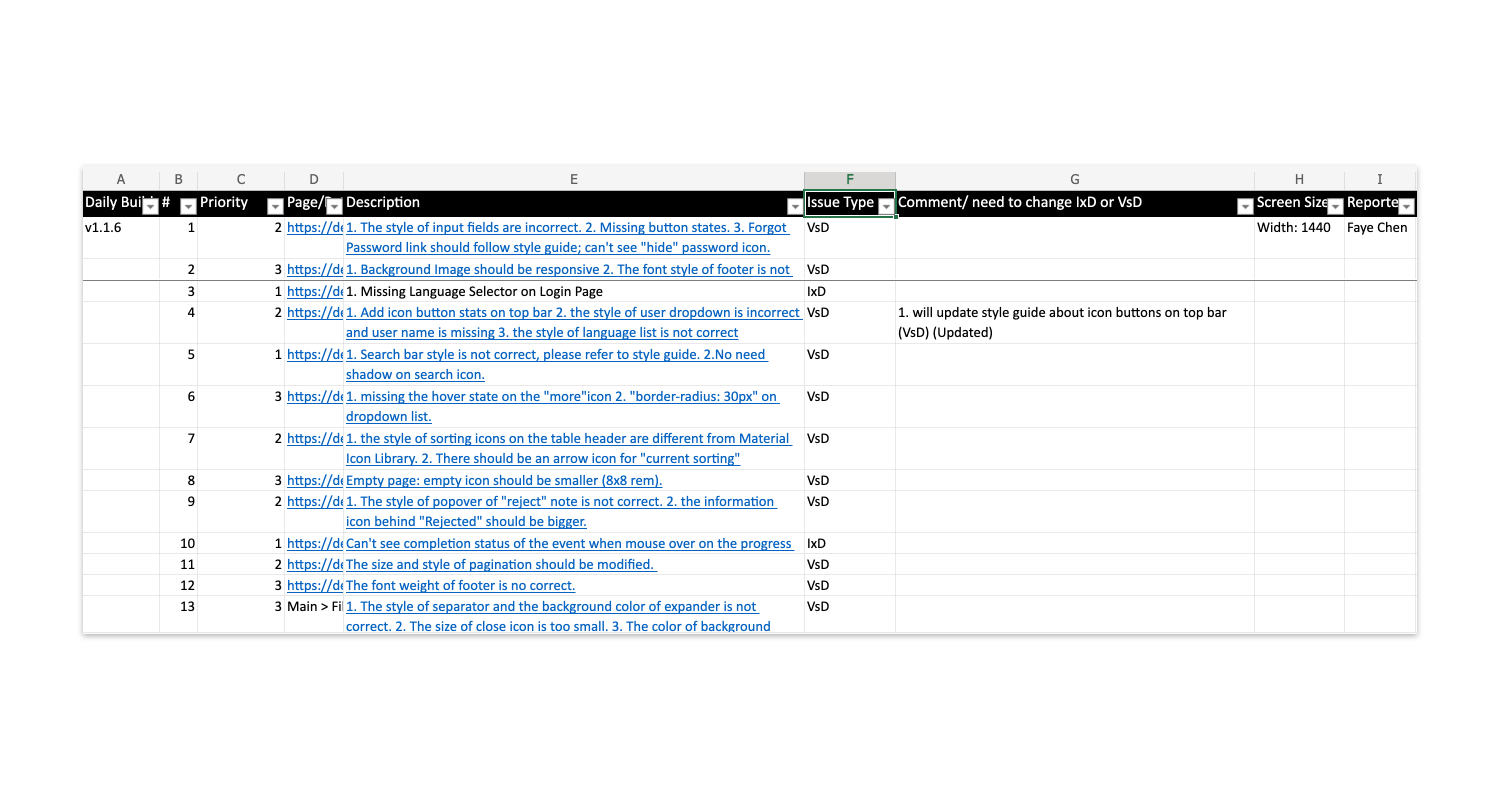 A B C D E F G H I
Daily Buil # Priority Page/ Description Issue Type Comment/ need to change IxD or VsD Screen Size Reporte
v1.1.6 1 2 https://de 1. The style of input fields are incorrect. 2. Missing button states. 3. Forgot VsD Width: 1440 Faye Chen
Password link should follow style guide; can't see "hide" password icon.
2 3 https://de 1. Background Image should be responsive 2. The font style of footer is not VsD
3 1 https://de 1. Missing Language Selector on Login Page IxD
4 2 https://de 1. Add icon button stats on top bar 2. the style of user dropdown is incorrect VsD 1. will update style guide about icon buttons on top bar
and user name is missing 3. the style of language list is not correct (VsD) (Updated)
5 1 https://de 1. Search bar style is not correct, please refer to style guide. 2.No need VsD
shadow on search icon.
6 3 https://de 1. missing the hover state on the "more"icon 2. "border-radius: 30px" on VsD
dropdown list.
7 2 https://de 1. the style of sorting icons on the table header are different from Material VsD
Icon Library. 2. There should be an arrow icon for "current sorting"
8 3 https://de Empty page: empty icon should be smaller (8x8 rem). VsD
9 2 https://de 1. The style of popover of "reject" note is not correct. 2. the information VsD
icon behind "Rejected" should be bigger.
10 1 https://de Can't see completion status of the event when mouse over on the progress IxD
11 2 https://de The size and style of pagination should be modified. VsD
12 3 https://de The font weight of footer is no correct. VsD
13 3 Main > Fi 1. The style of separator and the background color of expander is not VsD
correct. 2. The size of close icon is too small. 3. The color of background